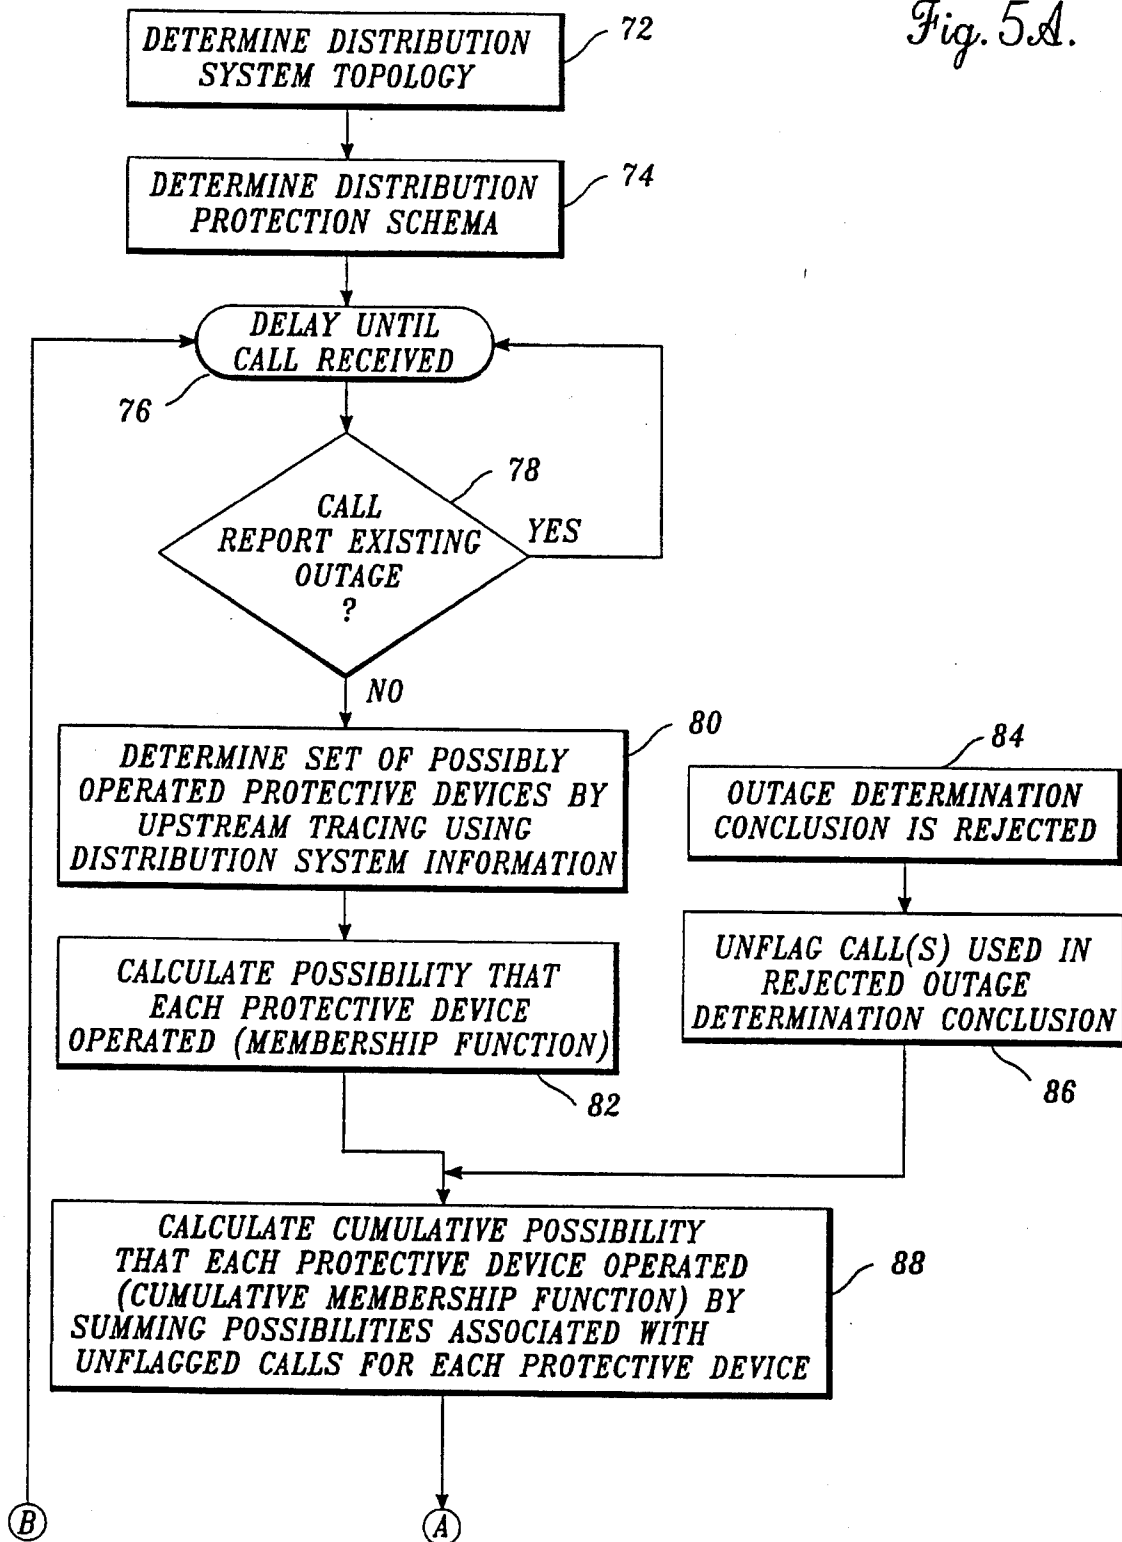 Fig. 5A.
DETERMINE DISTRIBUTION
SYSTEM TOPOLOGY
72
DETERMINE DISTRIBUTION
PROTECTION SCHEMA
74
DELAY UNTIL
CALL RECEIVED
76
78
CALL
REPORT EXISTING
OUTAGE
?
YES
NO
80
DETERMINE SET OF POSSIBLY
OPERATED PROTECTIVE DEVICES BY
UPSTREAM TRACING USING
DISTRIBUTION SYSTEM INFORMATION
84
OUTAGE DETERMINATION
CONCLUSION IS REJECTED
CALCULATE POSSIBILITY THAT
EACH PROTECTIVE DEVICE
OPERATED (MEMBERSHIP FUNCTION)
82
UNFLAG CALL(S) USED IN
REJECTED OUTAGE
DETERMINATION CONCLUSION
86
CALCULATE CUMULATIVE POSSIBILITY
THAT EACH PROTECTIVE DEVICE OPERATED
(CUMULATIVE MEMBERSHIP FUNCTION) BY
SUMMING POSSIBILITIES ASSOCIATED WITH
UNFLAGGED CALLS FOR EACH PROTECTIVE DEVICE
88
B
A